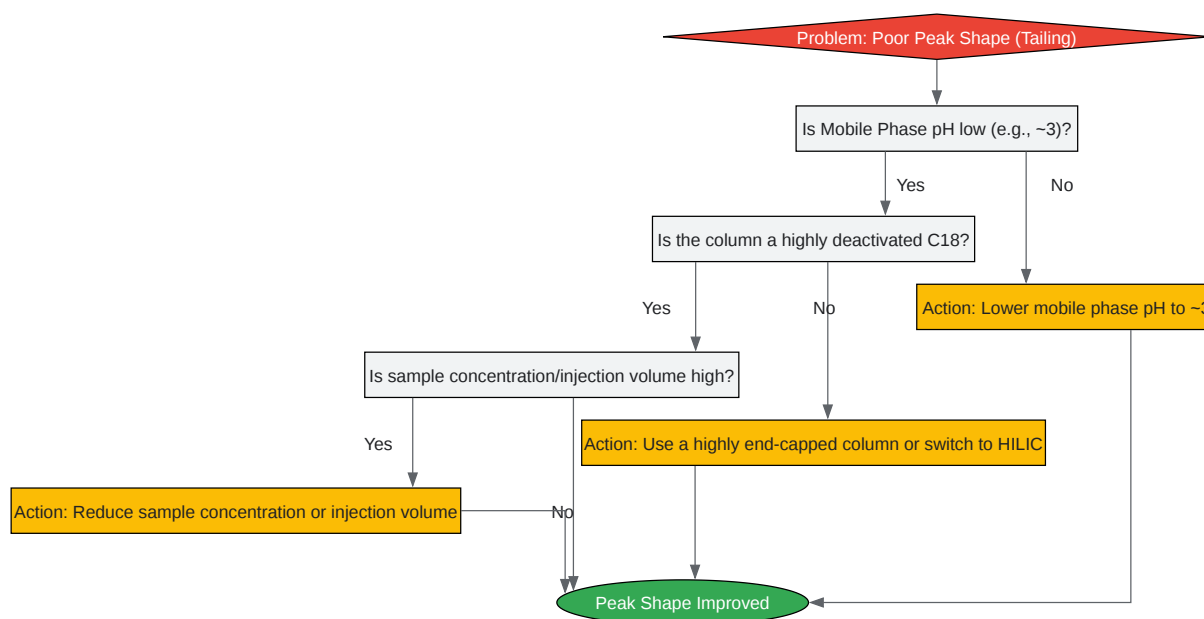 Problem: Poor Peak Shape (Tailing)
Is Mobile Phase pH low (e.g., ~3)?
Yes
No
Is the column a highly deactivated C18?
Yes
No
Action: Lower mobile phase pH to ~3
Is sample concentration/injection volume high?
Yes
No
Action: Use a highly end-capped column or switch to HILIC
Action: Reduce sample concentration or injection volume
Peak Shape Improved